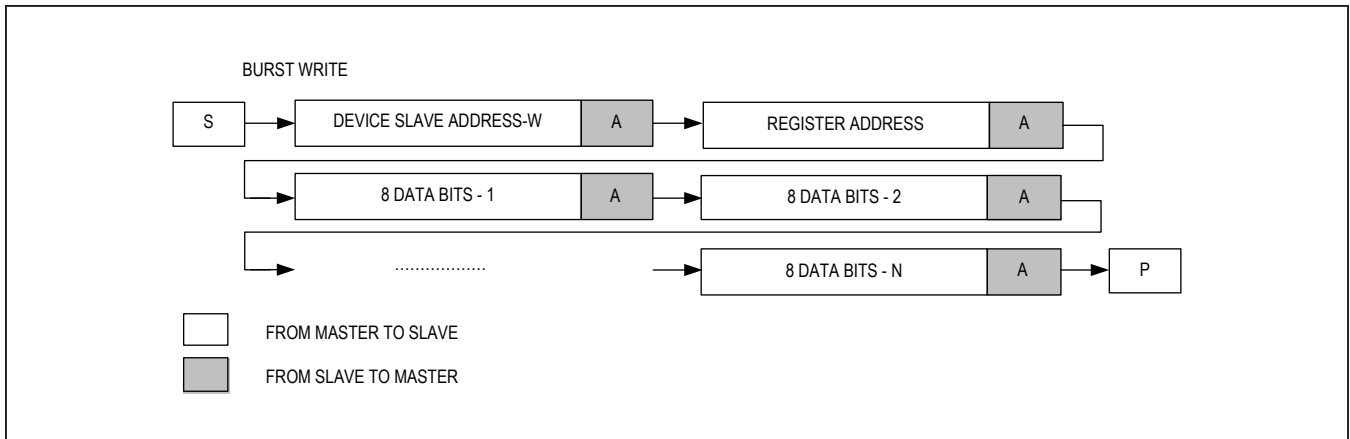 BURST WRITE
S DEVICE SLAVE ADDRESS-W A REGISTER ADDRESS A
8 DATA BITS - 1 A 8 DATA BITS - 2 A
.................. 8 DATA BITS - N A P
FROM MASTER TO SLAVE
FROM SLAVE TO MASTER